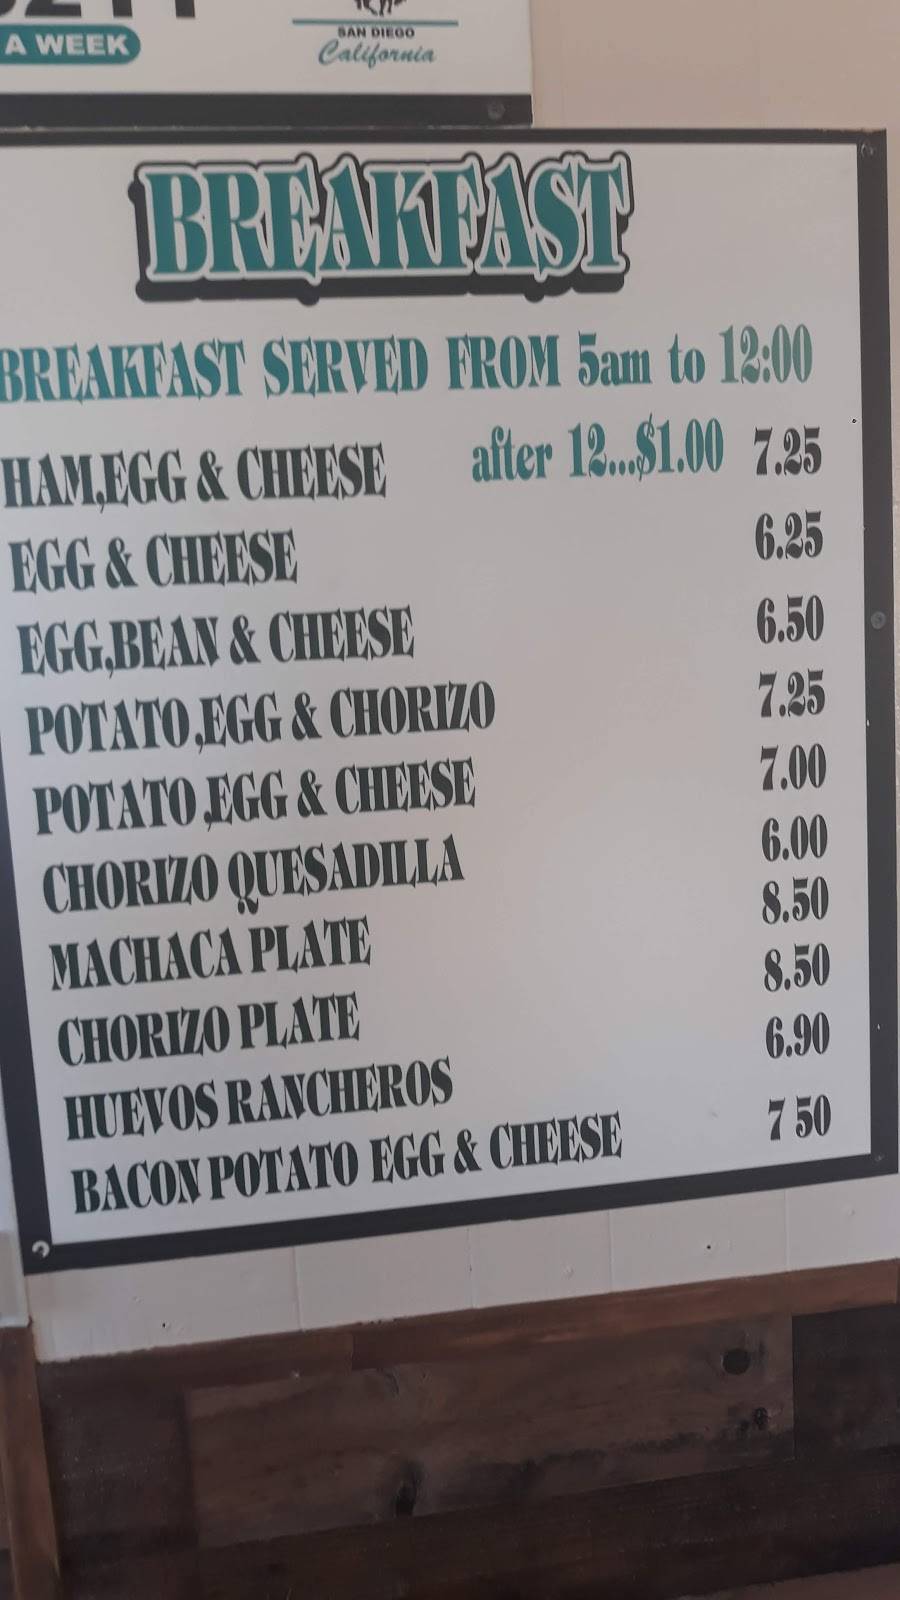 A WEEK
SAN DIEGO
California
BREAKFAST
BREAKFAST SERVED FROM 5am to 12:00
after 12...$1.00
HAM,EGG & CHEESE 7.25
EGG & CHEESE 6.25
EGG,BEAN & CHEESE 6.50
POTATO,EGG & CHORIZO 7.25
POTATO,EGG & CHEESE 7.00
CHORIZO QUESADILLA 6.00
MACHACA PLATE 8.50
CHORIZO PLATE 8.50
HUEVOS RANCHEROS 6.90
BACON POTATO EGG & CHEESE 7 50